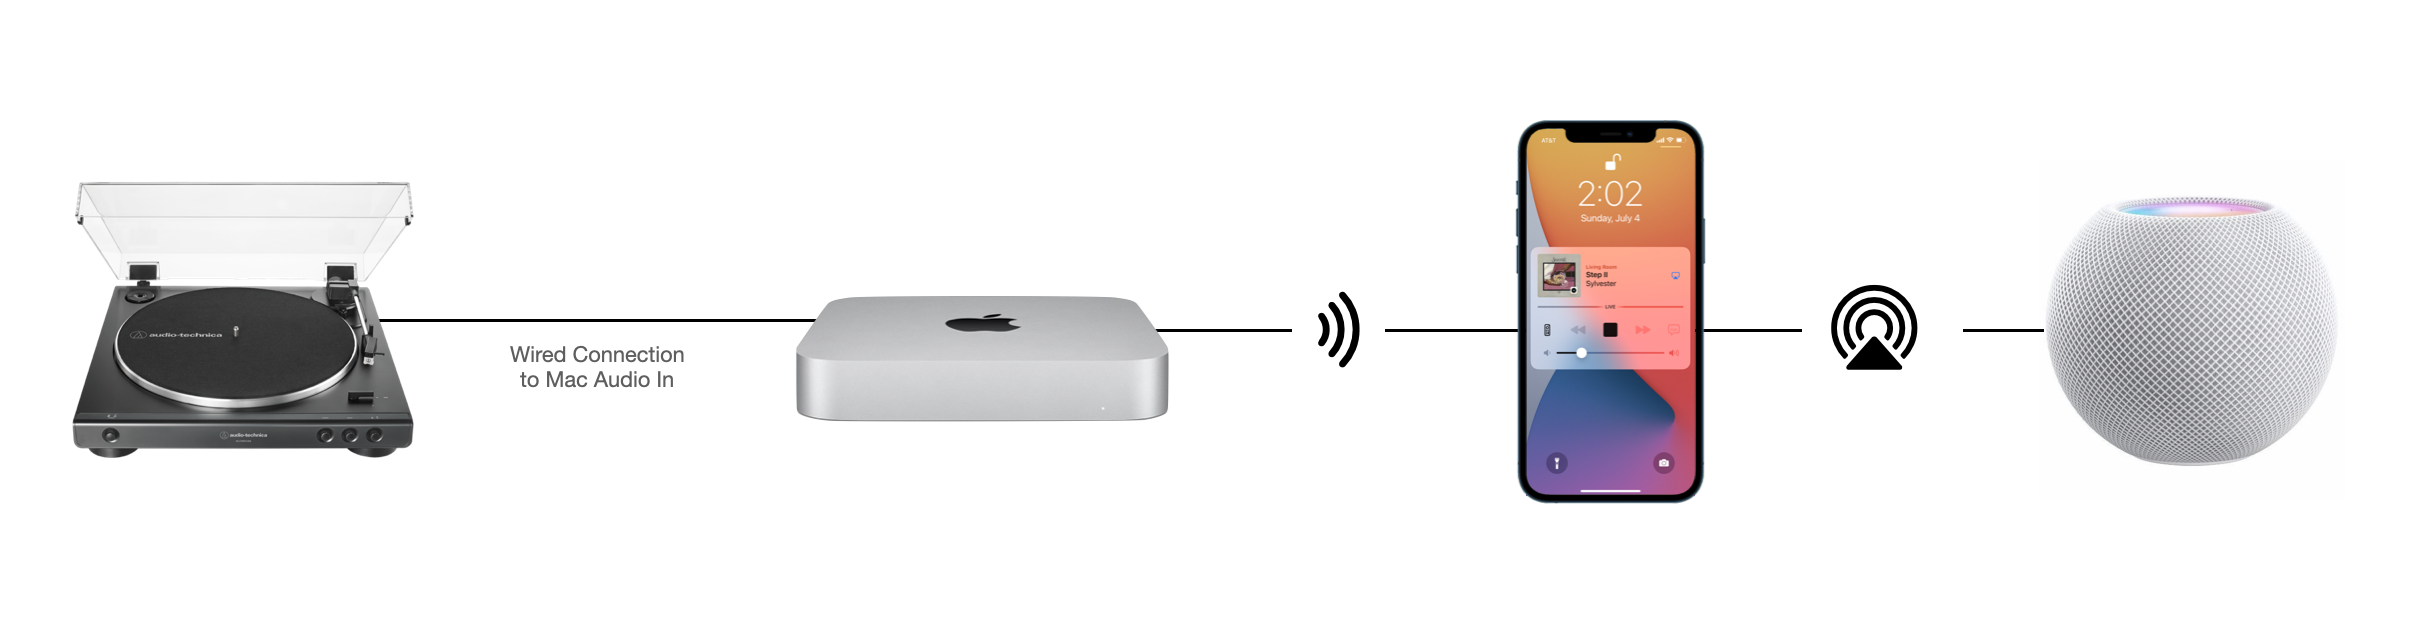 audio-technica
audio-technica
Wired Connection
to Mac Audio In
AT&T
2:02
Sunday, July 4
Living Room
Step II
Sylvester
LIVE